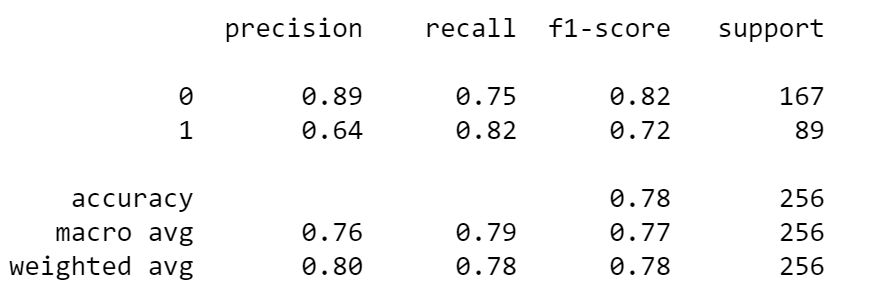 precision recall f1-score support
0 0.89 0.75 0.82 167
1 0.64 0.82 0.72 89
accuracy 0.78 256
macro avg 0.76 0.79 0.77 256
weighted avg 0.80 0.78 0.78 256